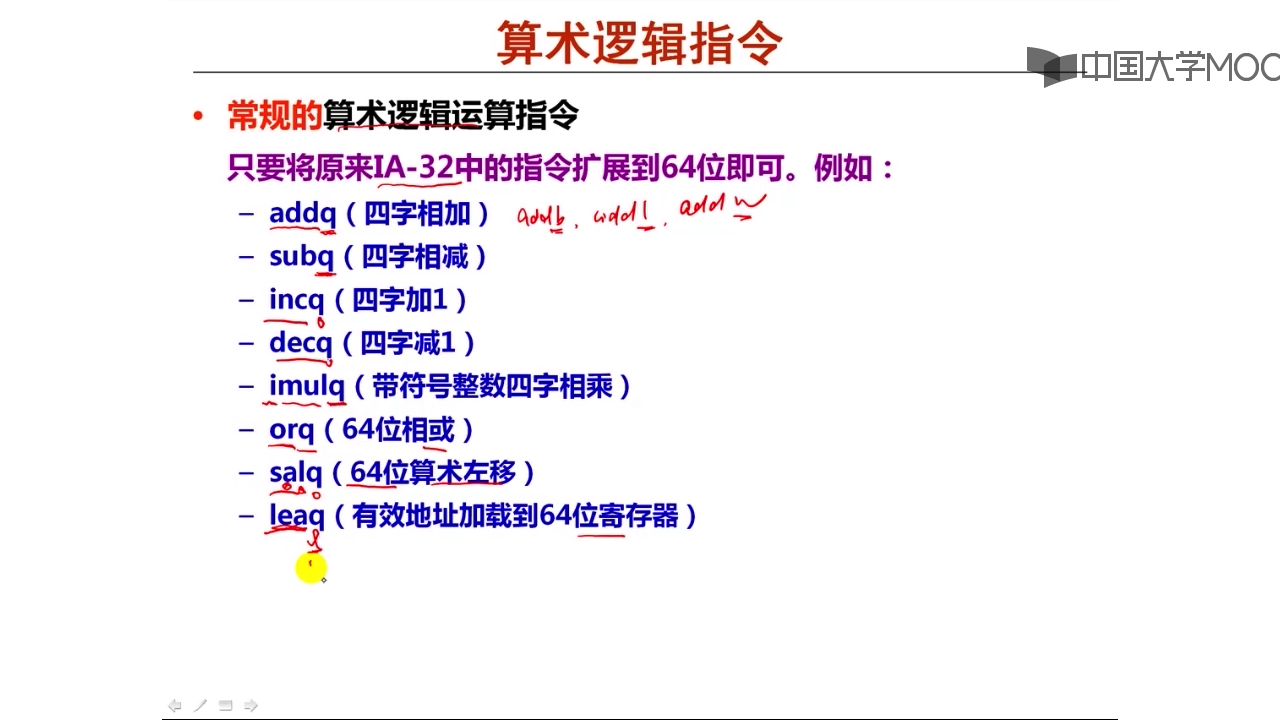 算术逻辑指令
中国大学MOO
• 常规的算术逻辑运算指令
只要将原来IA-32中的指令扩展到64位即可。例如：
– addq（四字相加） addb, addl, addw
– subq（四字相减）
– incq（四字加1）
– decq（四字减1）
– imulq（带符号整数四字相乘）
– orq（64位相或）
– salq（64位算术左移）
– leaq（有效地址加载到64位寄存器）